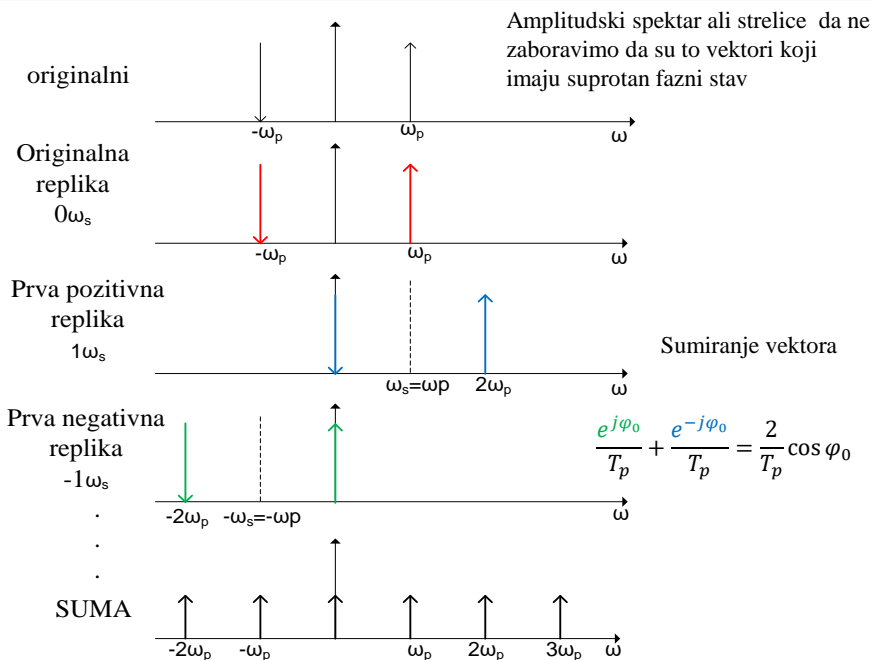 Amplitudski spektar ali strelice da ne
zaboravimo da su to vektori koji
imaju suprotan fazni stav
originalni
-ωₚ
ωₚ
ω
Originalna
replika
0ωₛ
-ωₚ
ωₚ
ω
Prva pozitivna
replika
1ωₛ
ωₛ=ωp
2ωₚ
ω
Sumiranje vektora
Prva negativna
replika
-1ωₛ
-2ωₚ
-ωₛ=-ωp
ω
e^{jφ₀}/Tₚ + e^{-jφ₀}/Tₚ = 2/Tₚ cos φ₀
.
.
.
SUMA
-2ωₚ
-ωₚ
ωₚ
2ωₚ
3ωₚ
ω